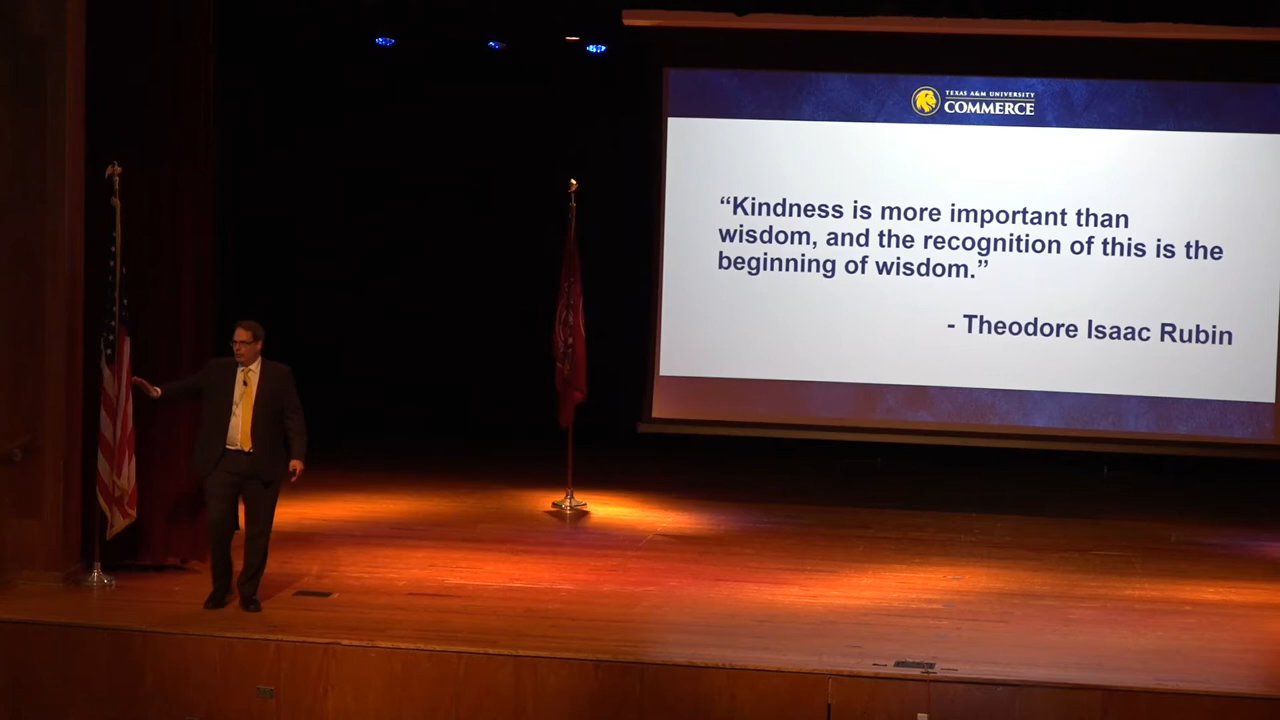 TEXAS A&M UNIVERSITY
COMMERCE
“Kindness is more important than
wisdom, and the recognition of this is the
beginning of wisdom.”
- Theodore Isaac Rubin